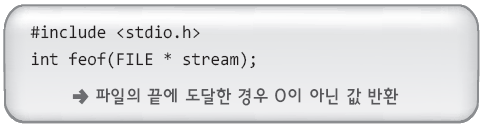 #include <stdio.h>
int feof(FILE * stream);
➔ 파일의 끝에 도달한 경우 0이 아닌 값 반환